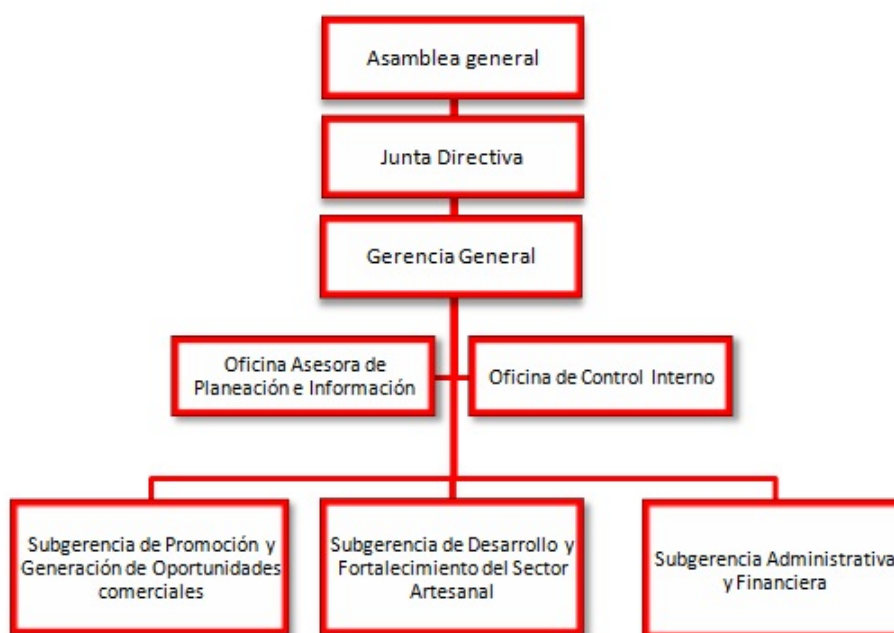 Asamblea general
Junta Directiva
Gerencia General
Oficina Asesora de
Planeación e Información
Oficina de Control Interno
Subgerencia de Promoción y
Generación de Oportunidades
comerciales
Subgerencia de Desarrollo y
Fortalecimiento del Sector
Artesanal
Subgerencia Administrativa
y Financiera